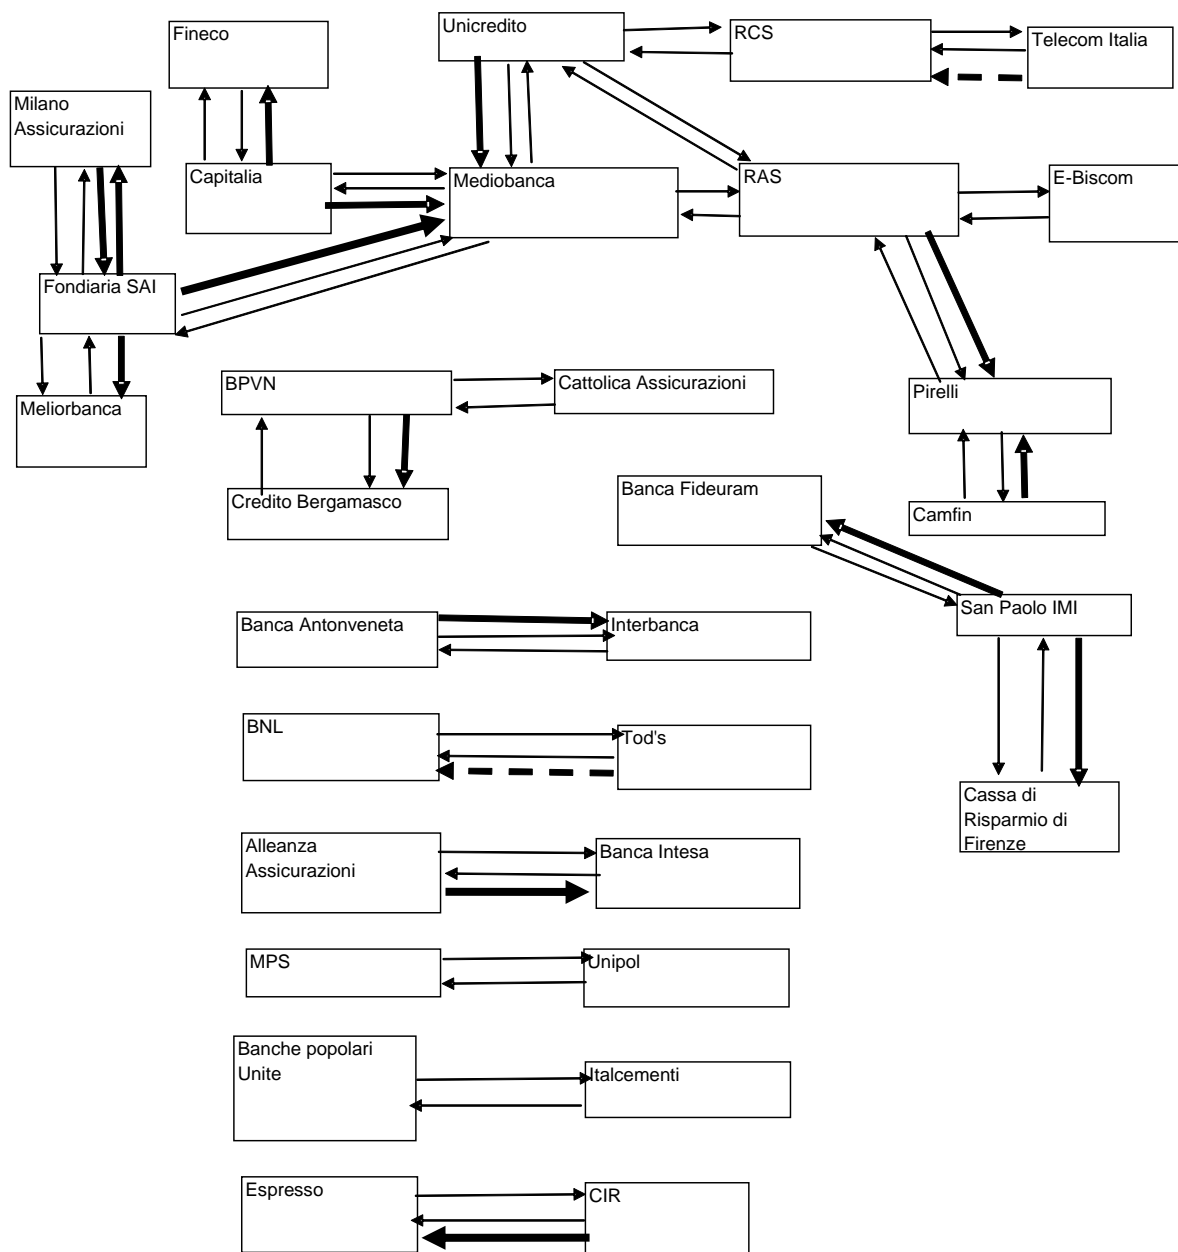 Fineco
Unicredito
RCS
Telecom Italia
Milano
Assicurazioni
Capitalia
Mediobanca
RAS
E-Biscom
Fondiaria SAI
BPVN
Cattolica Assicurazioni
Pirelli
Meliorbanca
Banca Fideuram
Credito Bergamasco
Camfin
San Paolo IMI
Banca Antonveneta
Interbanca
BNL
Tod's
Cassa di
Risparmio di
Firenze
Alleanza
Assicurazioni
Banca Intesa
MPS
Unipol
Banche popolari
Unite
Italcementi
Espresso
CIR